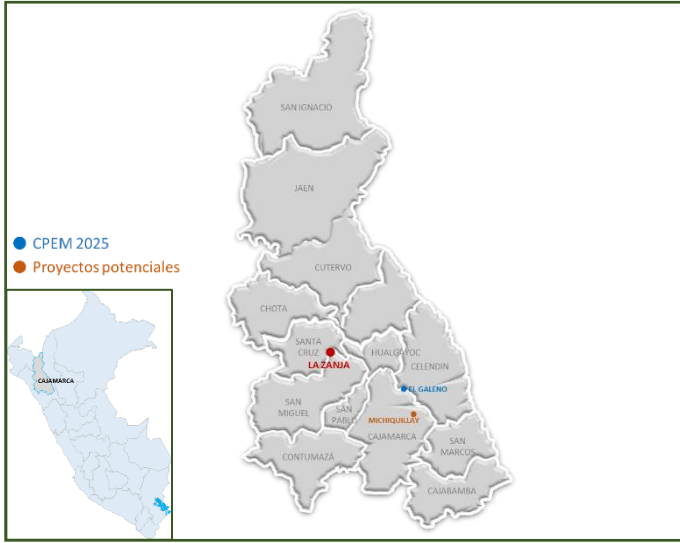 SAN IGNACIO
JAEN
CPEM 2025
Proyectos potenciales
CUTERVO
CHOTA
SANTA
CRUZ
HUALGAYOC
LA ZANJA
CELENDIN
CAJAMARCA
EL GALENO
SAN
MIGUEL
SAN
PABLO
MICHIQUILLAY
CAJAMARCA
SAN
MARCOS
CONTUMAZÁ
CAJABAMBA